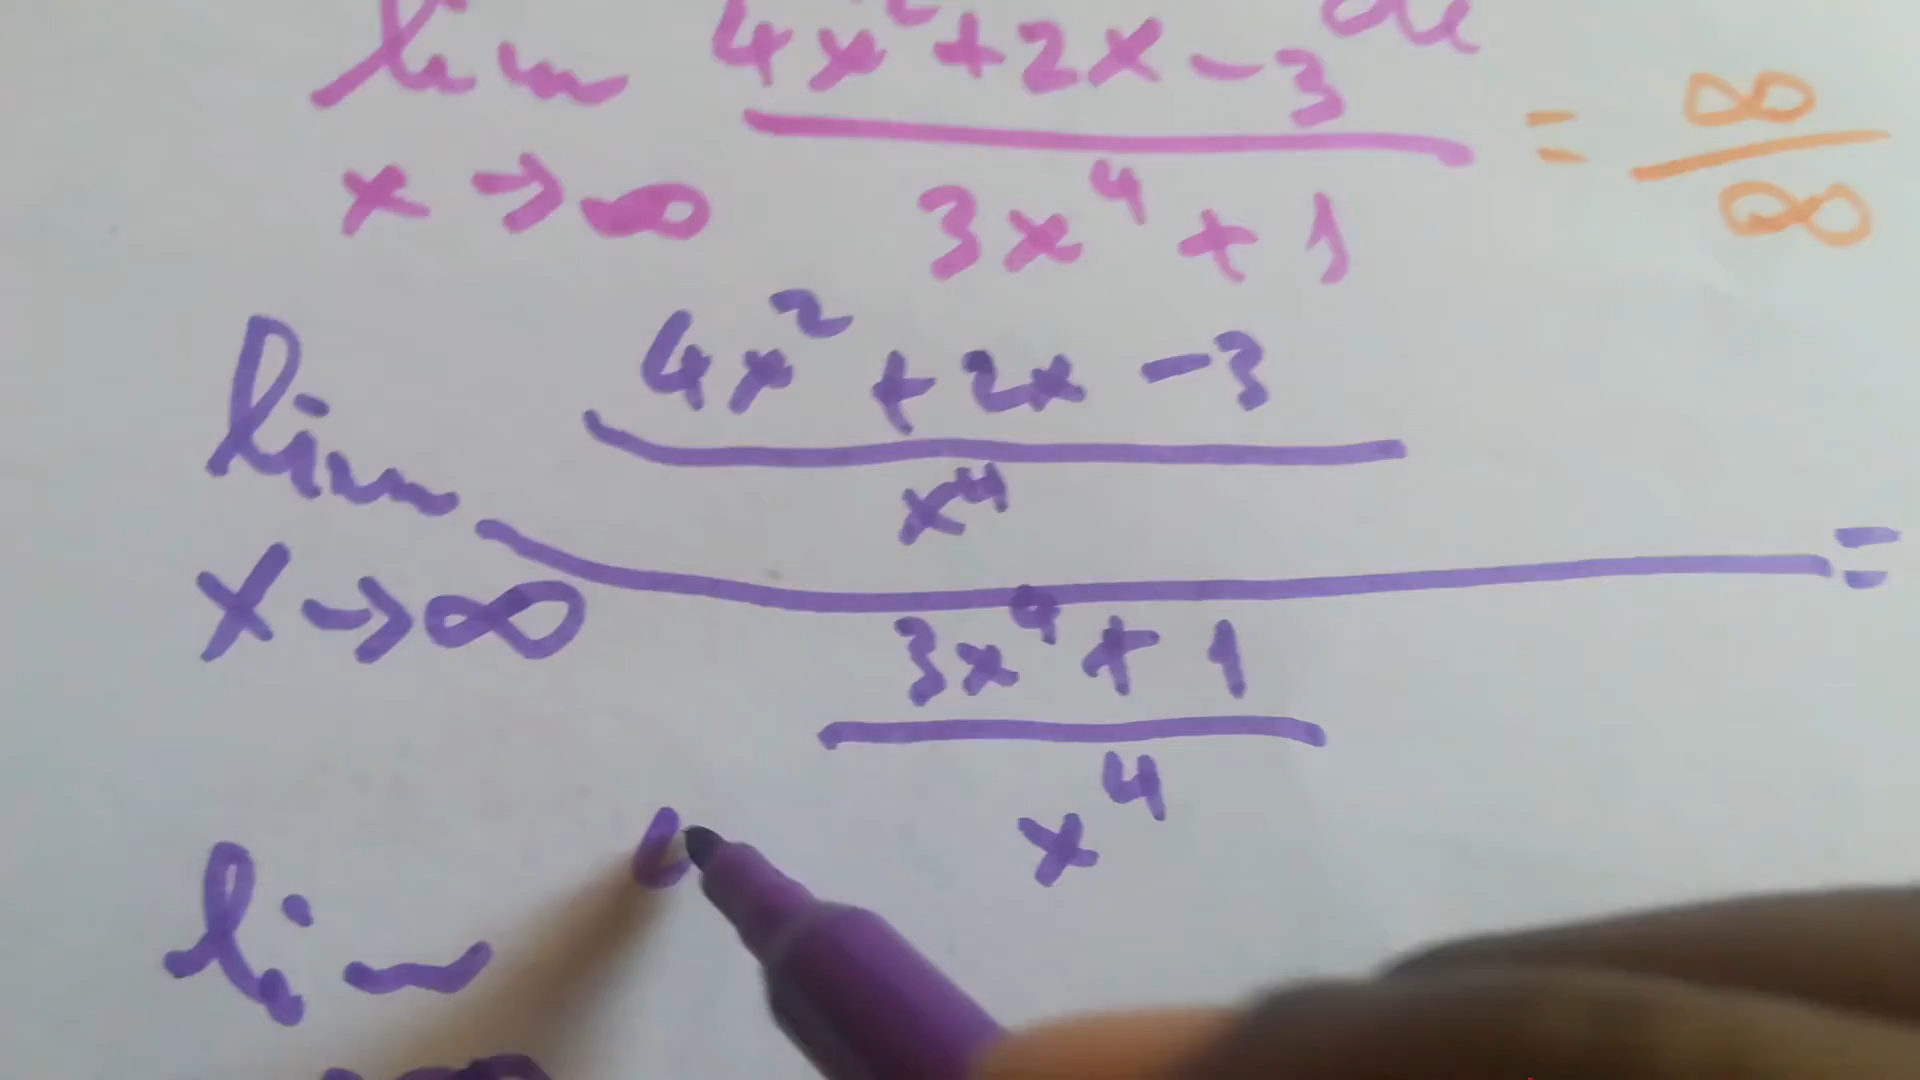 lim 4x²+2x-3 = ∞
x→∞ 3x⁴+1 ∞
lim 4x²+2x-3
x⁴
x→∞ =
3x⁴+1
x⁴
lim